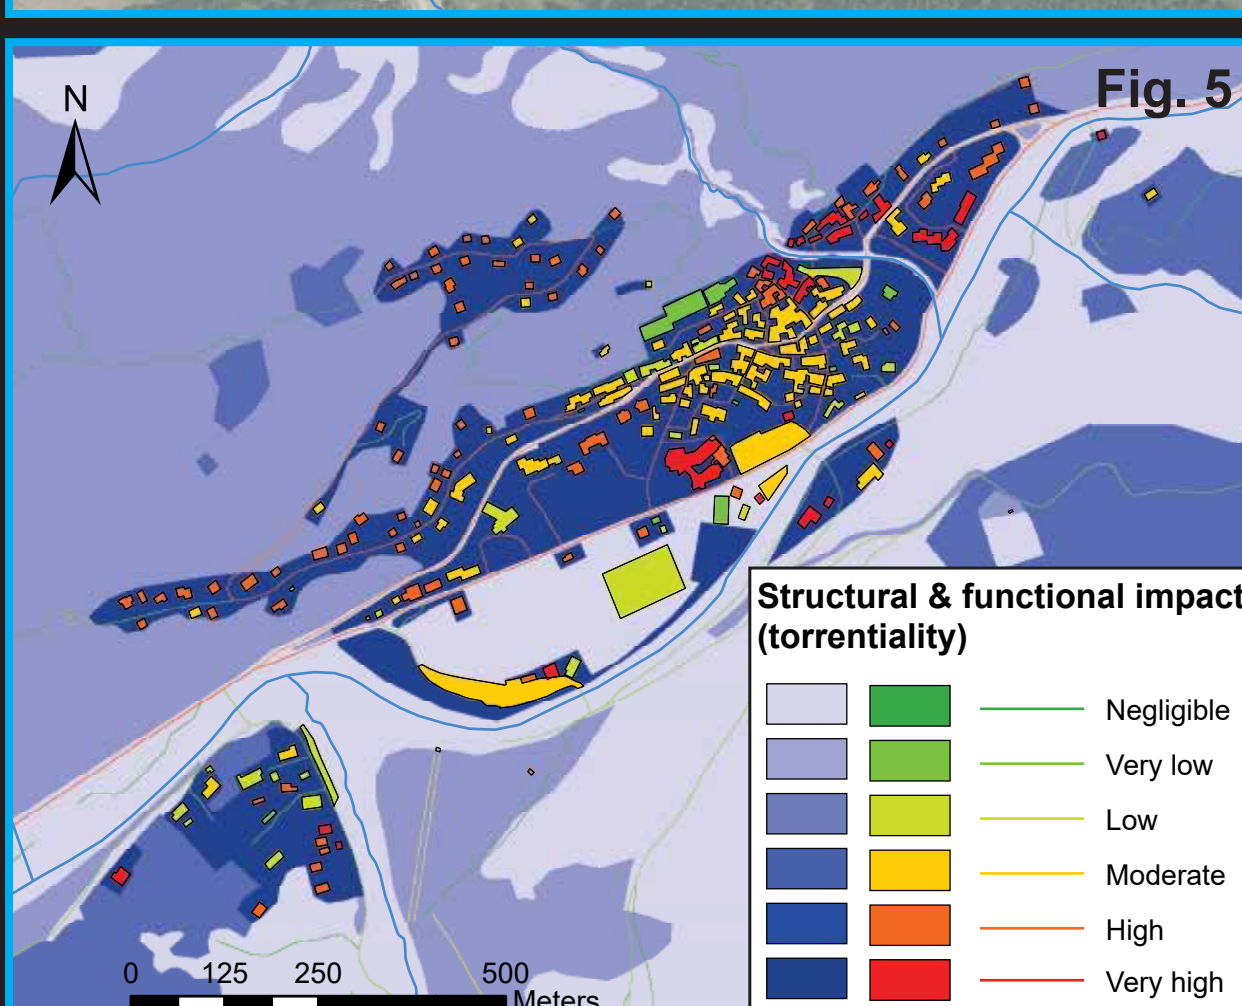 Fig. 5
N
Structural & functional impact
(torrentiality)
Negligible
Very low
Low
Moderate
High
Very high
0 125 250 500
Meters